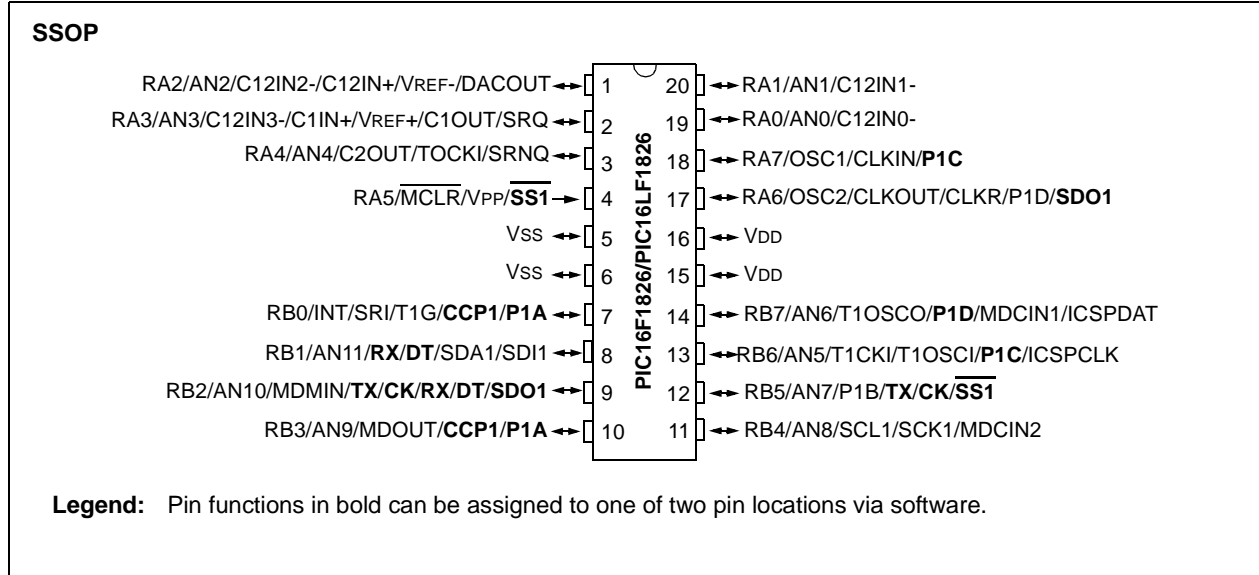 SSOP
RA2/AN2/C12IN2-/C12IN+/VREF-/DACOUT 1
RA3/AN3/C12IN3-/C1IN+/VREF+/C1OUT/SRQ 2
RA4/AN4/C2OUT/TOCKI/SRNQ 3
RA5/MCLR/VPP/SS1 4
VSS 5
VSS 6
RB0/INT/SRI/T1G/CCP1/P1A 7
RB1/AN11/RX/DT/SDA1/SDI1 8
RB2/AN10/MDMIN/TX/CK/RX/DT/SDO1 9
RB3/AN9/MDOUT/CCP1/P1A 10
PIC16F1826/PIC16LF1826
20 RA1/AN1/C12IN1-
19 RA0/AN0/C12IN0-
18 RA7/OSC1/CLKIN/P1C
17 RA6/OSC2/CLKOUT/CLKR/P1D/SDO1
16 VDD
15 VDD
14 RB7/AN6/T1OSCO/P1D/MDCIN1/ICSPDAT
13 RB6/AN5/T1CKI/T1OSCI/P1C/ICSPCLK
12 RB5/AN7/P1B/TX/CK/SS1
11 RB4/AN8/SCL1/SCK1/MDCIN2
Legend: Pin functions in bold can be assigned to one of two pin locations via software.